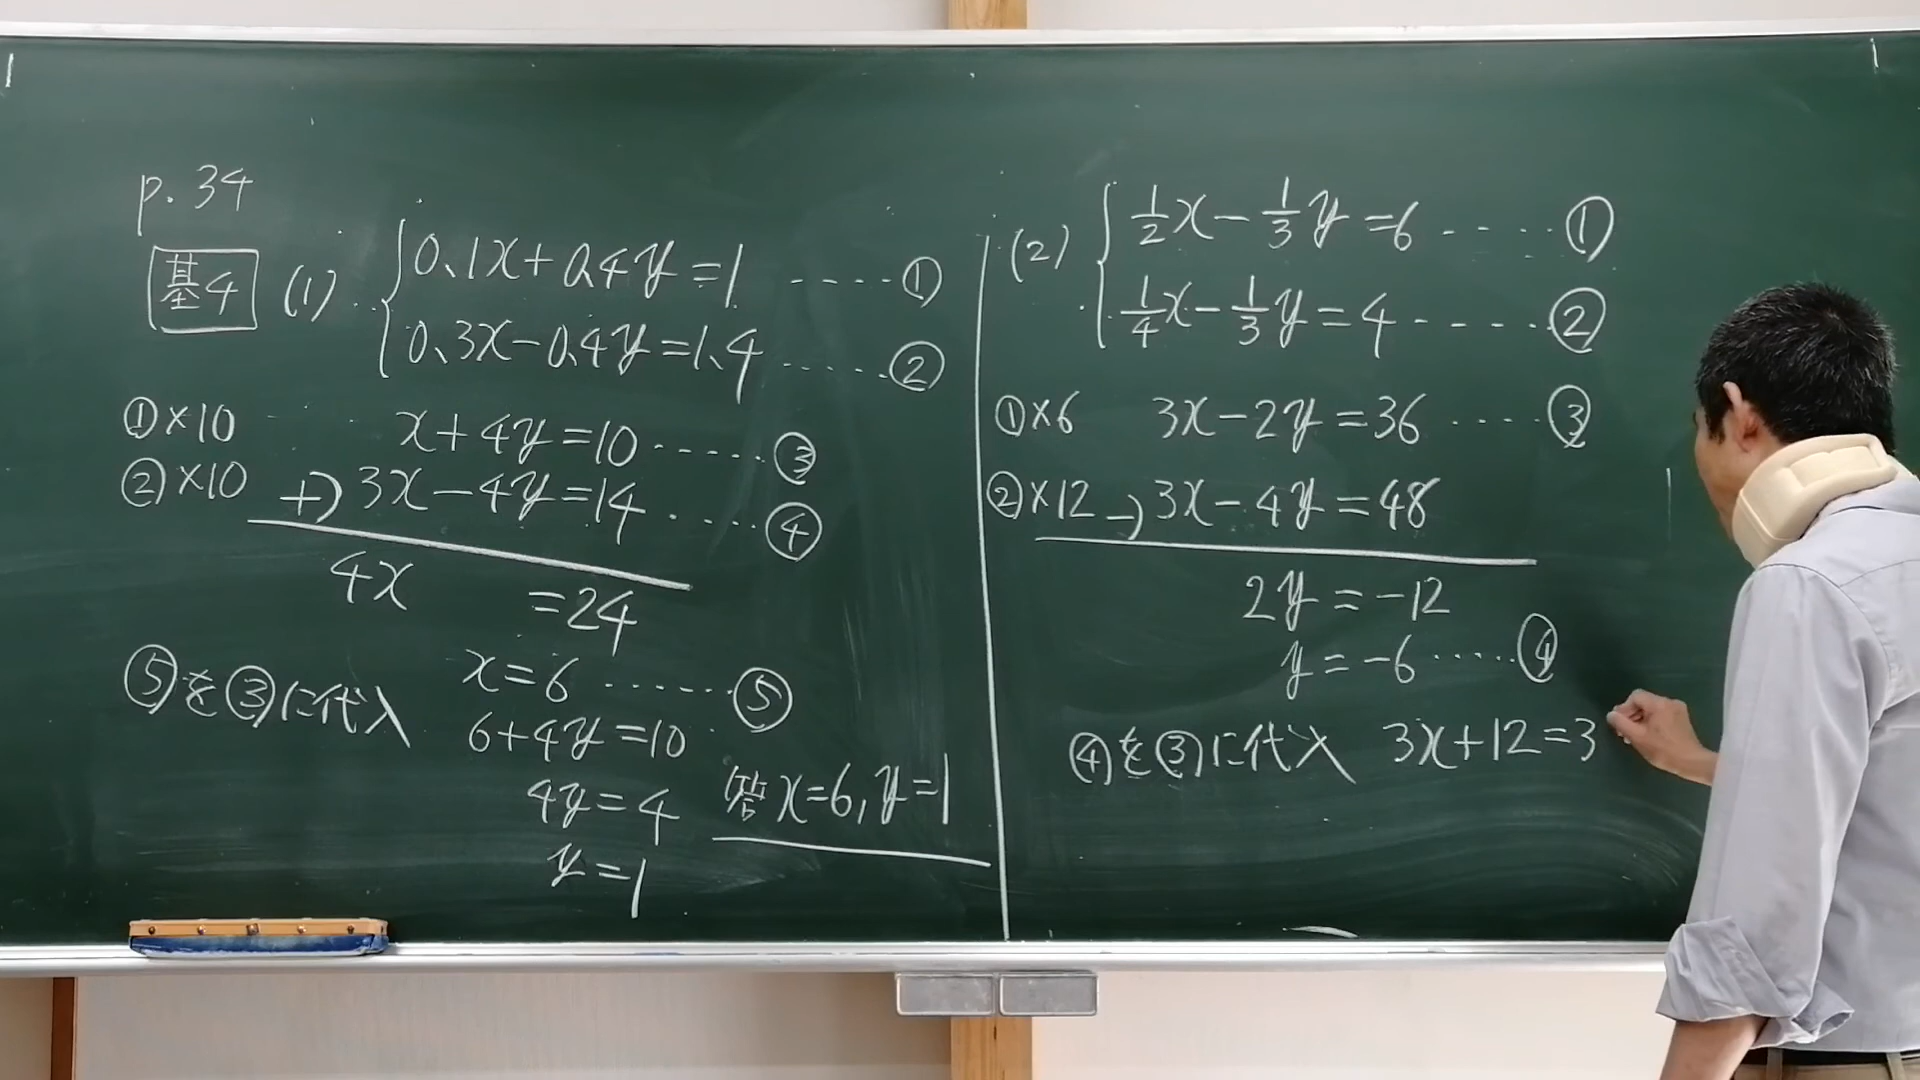 p. 34
基4 (1) 0.1x+0.4y=1 ----①
0.3x-0.4y=1.4 ……②
①×10 x+4y=10 ……③
②×10 +) 3x-4y=14 ……④
4x =24
x=6 ……⑤
⑤を③に代入 6+4y=10
4y=4
y=1
答 x=6, y=1
(2) 1/2x-1/3y=6 ……①
1/4x-1/3y=4 ----②
①×6 3x-2y=36 ……③
②×12 -) 3x-4y=48
2y=-12
y=-6 ……④
④を③に代入 3x+12=3